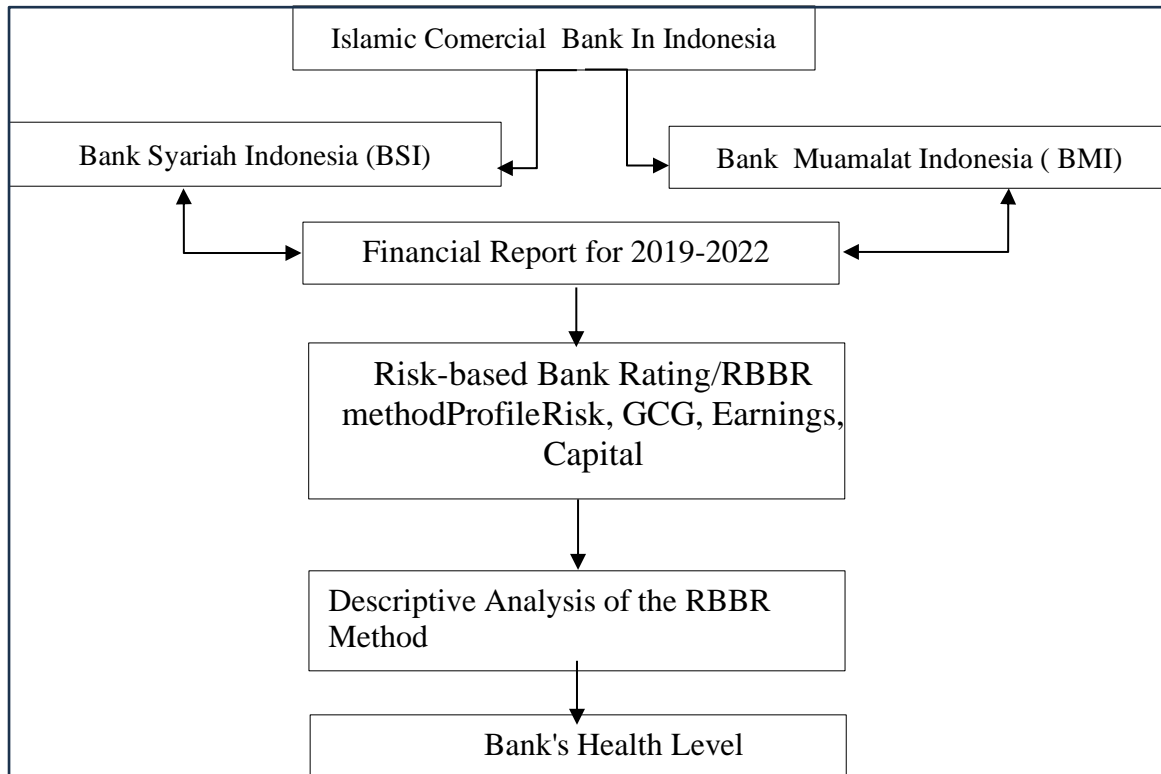 Islamic Comercial Bank In Indonesia
Bank Syariah Indonesia (BSI)
Bank Muamalat Indonesia ( BMI)
Financial Report for 2019-2022
Risk-based Bank Rating/RBBR
methodProfileRisk, GCG, Earnings,
Capital
Descriptive Analysis of the RBBR
Method
Bank's Health Level